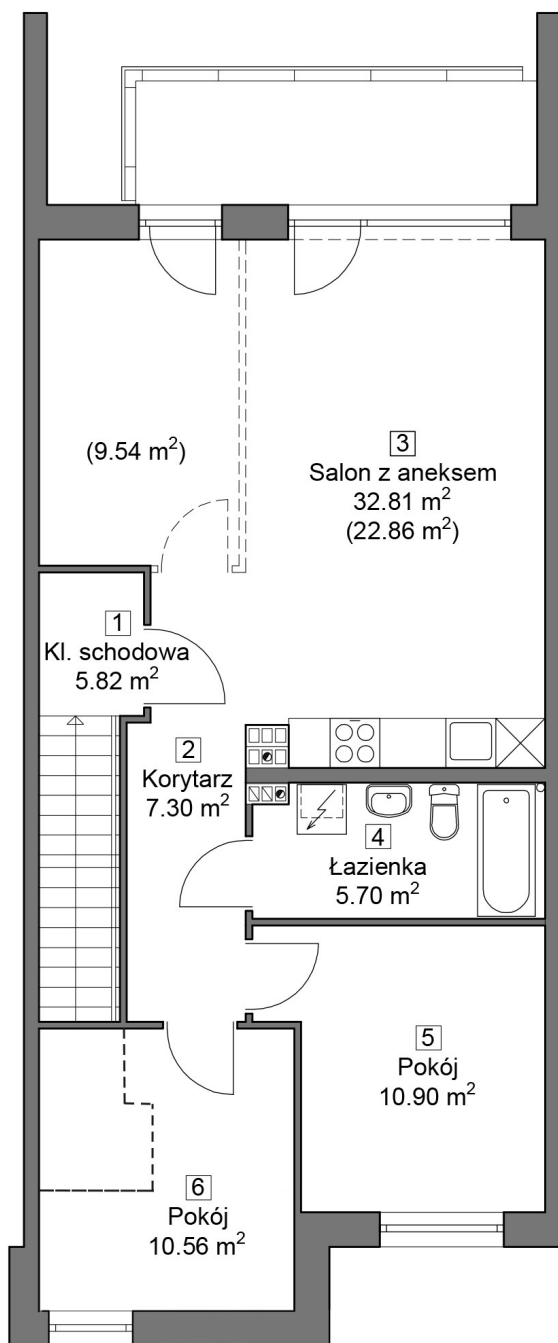 (9.54 m²)
3
Salon z aneksem
32.81 m²
(22.86 m²)
1
Kl. schodowa
5.82 m²
2
Korytarz
7.30 m²
4
Łazienka
5.70 m²
5
Pokój
10.90 m²
6
Pokój
10.56 m²